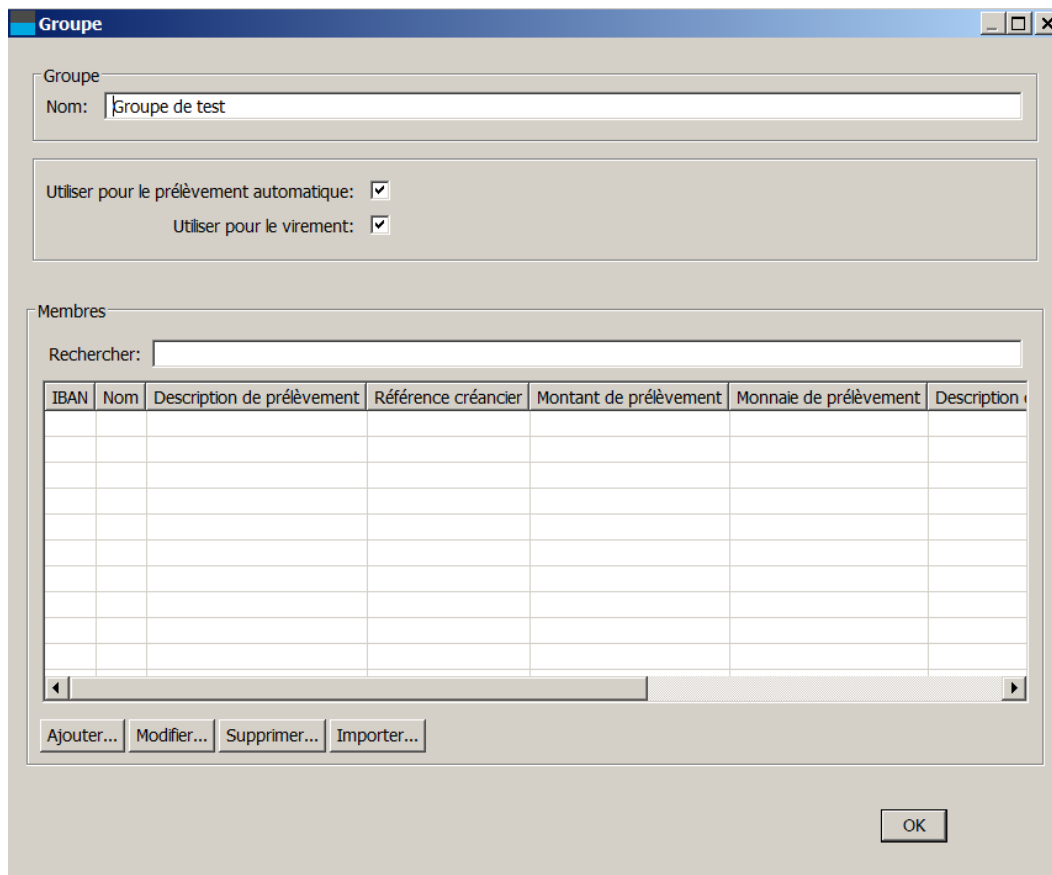 Groupe
Groupe
Nom: Groupe de test
Utiliser pour le prélèvement automatique:
Utiliser pour le virement:
Membres
Rechercher:
IBAN Nom Description de prélèvement Référence créancier Montant de prélèvement Monnaie de prélèvement Description
Ajouter... Modifier... Supprimer... Importer...
OK